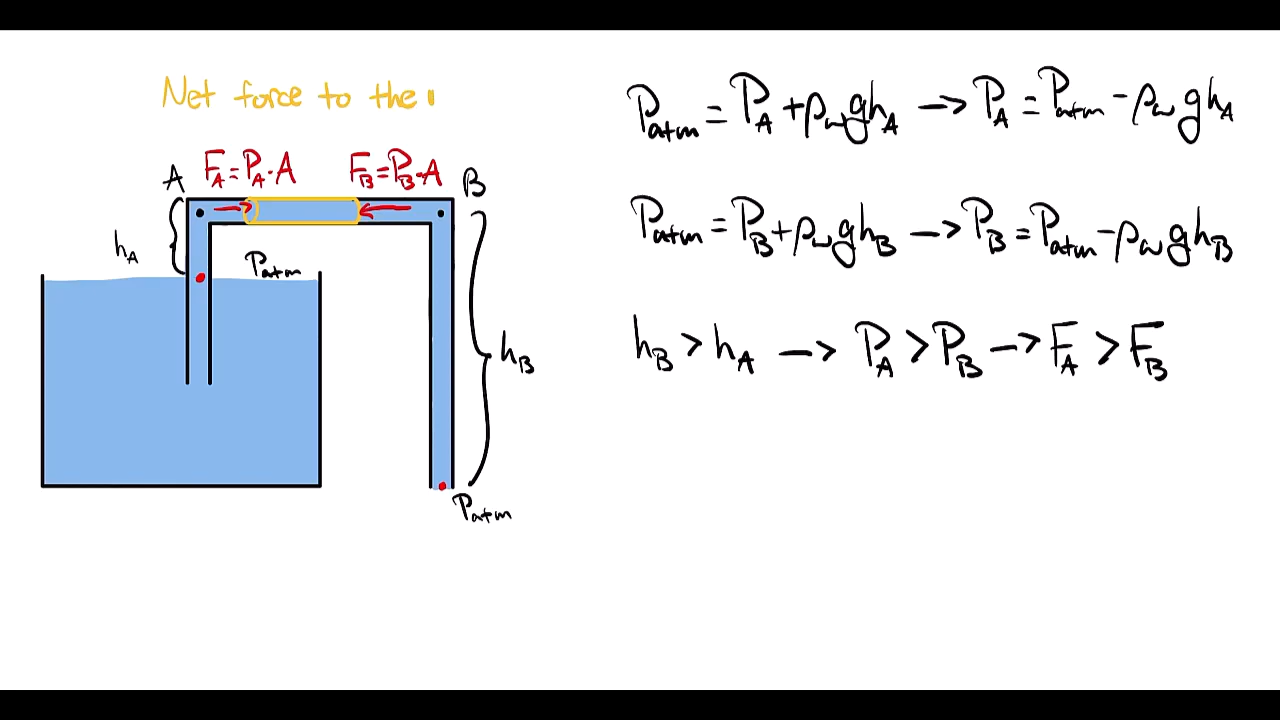 Net force to the
P_atm = P_A + ρ_w g h_A → P_A = P_atm - ρ_w g h_A
A F_A = P_A · A F_B = P_B · A B
P_atm = P_B + ρ_w g h_B → P_B = P_atm - ρ_w g h_B
h_A
P_atm
h_B > h_A → P_A > P_B → F_A > F_B
h_B
P_atm